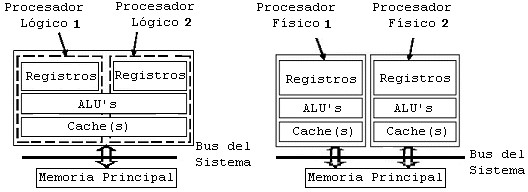 Procesador
Lógico 1
Procesador
Lógico 2
Registros
Registros
ALU's
Cache(s)
Bus del
Sistema
Memoria Principal
Procesador
Físico 1
Procesador
Físico 2
Registros
Registros
ALU's
ALU's
Cache(s)
Cache(s)
Bus del
Sistema
Memoria Principal